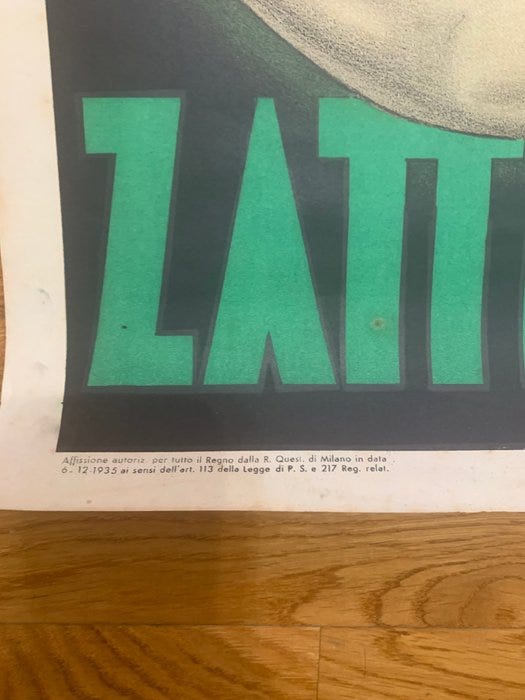 ZATT
Affissione autoriz. per tutto il Regno dalla R. Quest. di Milano in data
6-12-1935 ai sensi dell'art. 113 della Legge di P. S. e 217 Reg. relat.